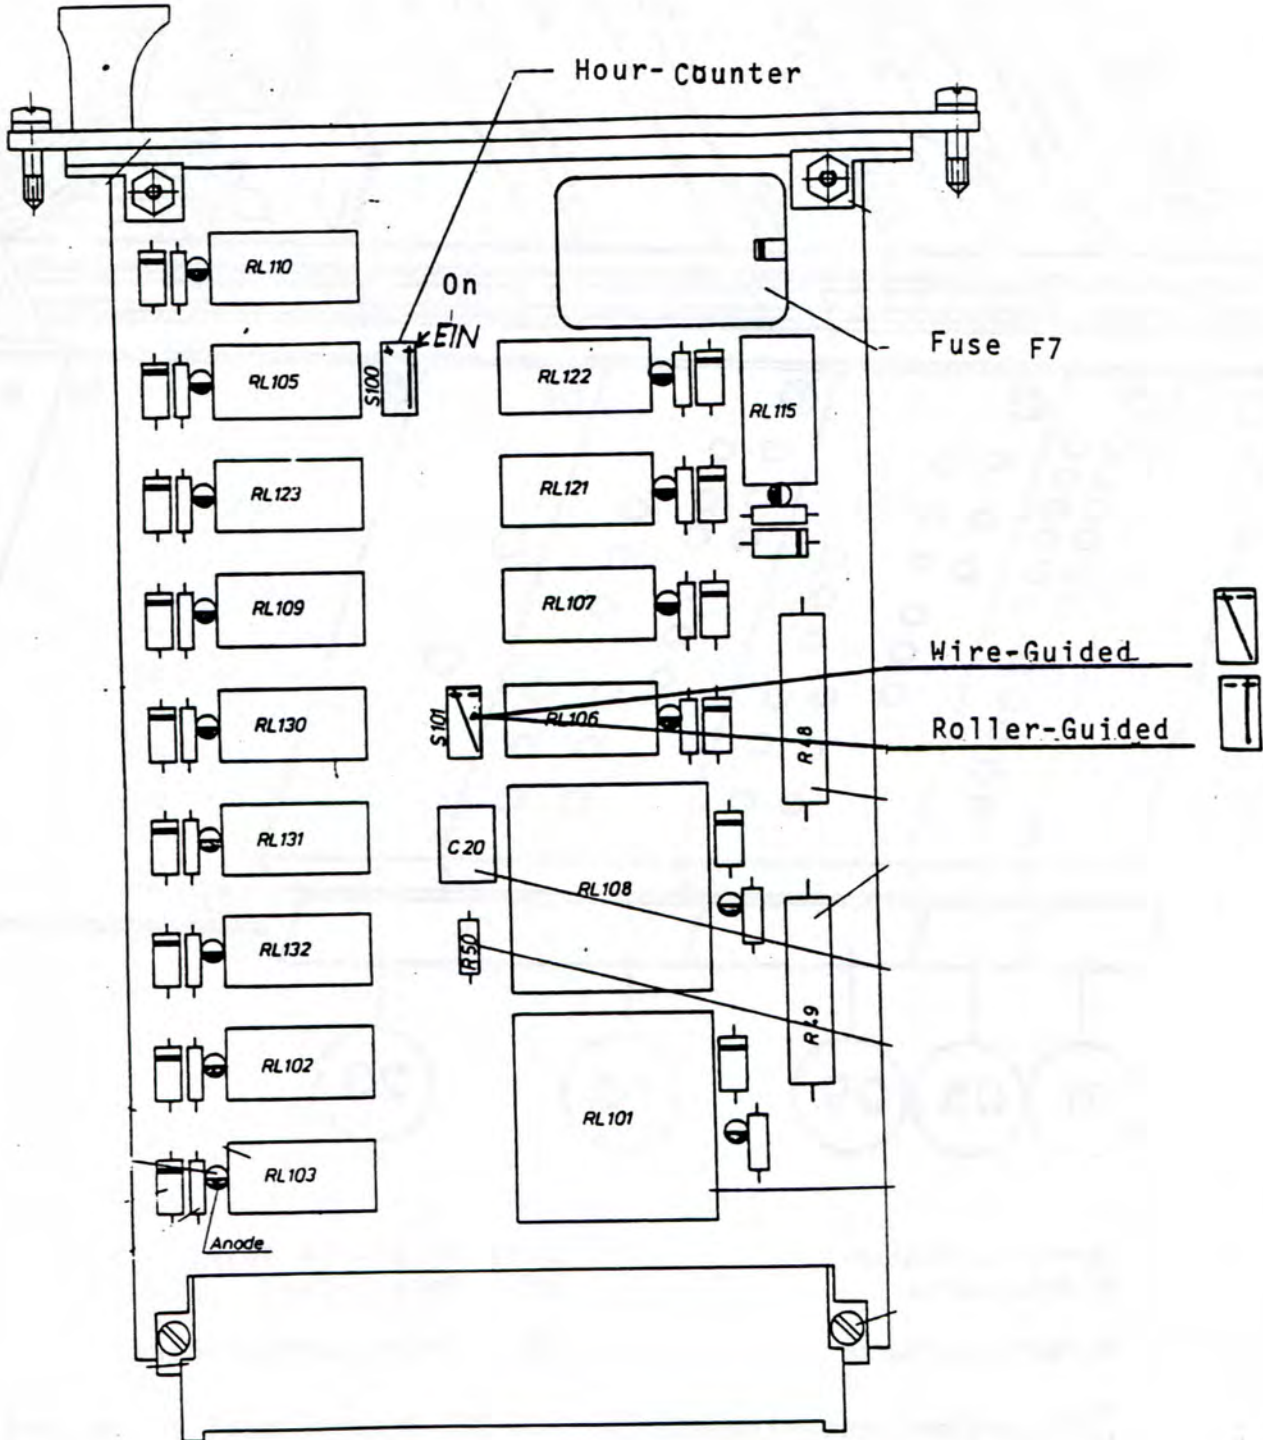 Hour-Counter
RL110
On
EIN
Fuse F7
RL105
S100
RL122
RL115
RL123
RL121
RL109
RL107
Wire-Guided
RL130
S101
RL106
Roller-Guided
R48
RL131
C20
RL108
RL132
R50
R49
RL102
RL101
RL103
Anode